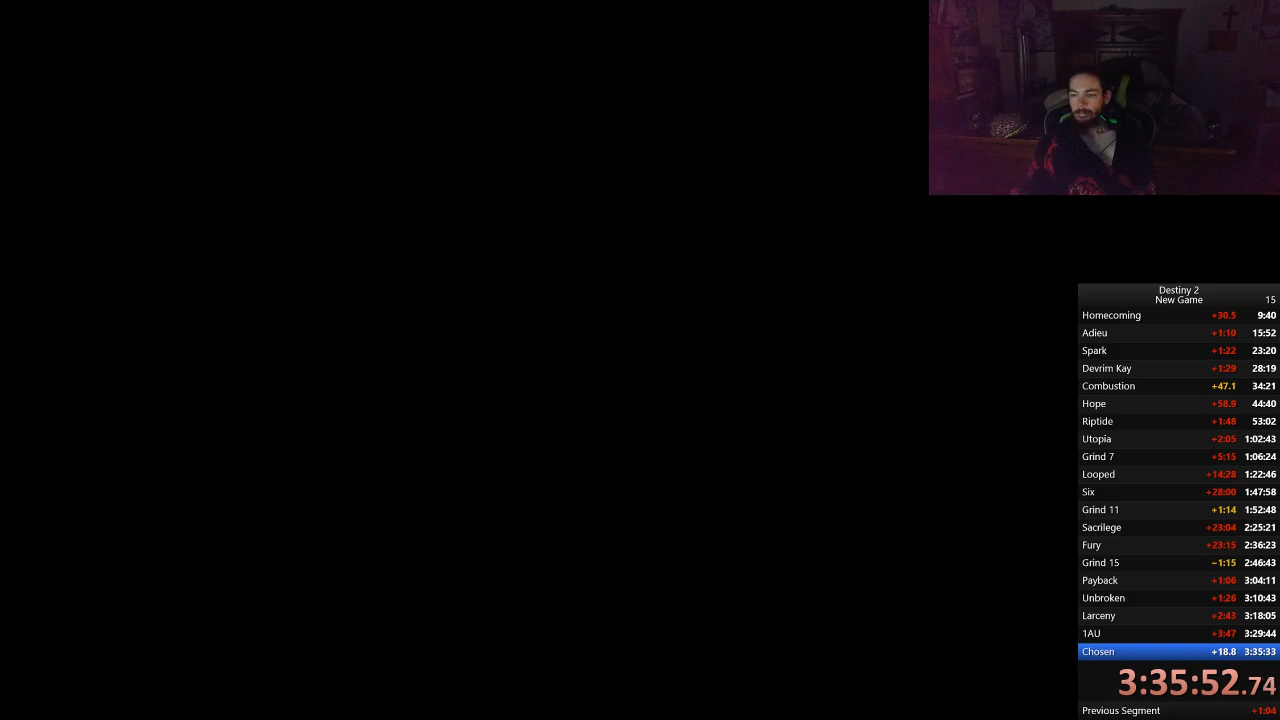 Destiny 2
New Game 15
Homecoming +30.5 9:40
Adieu +1:10 15:52
Spark +1:22 23:20
Devrim Kay +1:29 28:19
Combustion +47.1 34:21
Hope +58.9 44:40
Riptide +1:48 53:02
Utopia +2:05 1:02:43
Grind 7 +5:15 1:06:24
Looped +14:28 1:22:46
Six +28:00 1:47:58
Grind 11 +1:14 1:52:48
Sacrilege +23:04 2:25:21
Fury +23:15 2:36:23
Grind 15 −1:15 2:46:43
Payback +1:06 3:04:11
Unbroken +1:26 3:10:43
Larceny +2:43 3:18:05
1AU +3:47 3:29:44
Chosen +18.8 3:35:33
3:35:52.74
Previous Segment +1:04